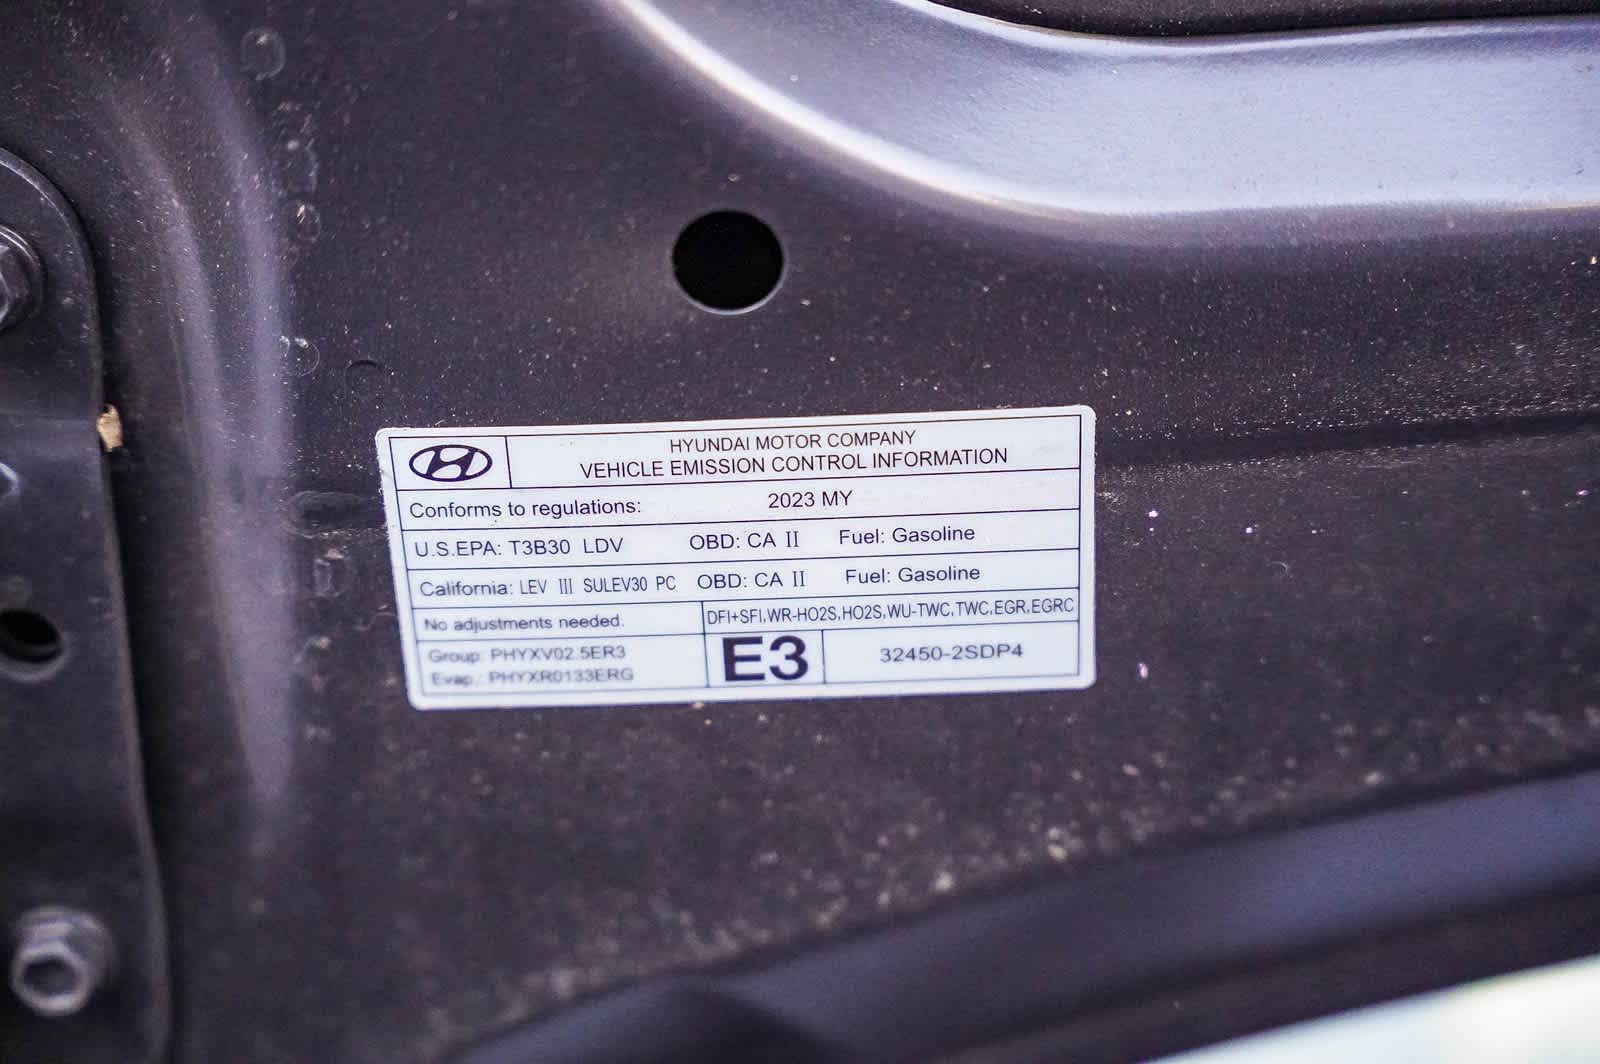 HYUNDAI MOTOR COMPANY
VEHICLE EMISSION CONTROL INFORMATION
Conforms to regulations: 2023 MY
U.S.EPA: T3B30 LDV OBD: CA II Fuel: Gasoline
California: LEV III SULEV30 PC OBD: CA II Fuel: Gasoline
No adjustments needed. DFI+SFI,WR-HO2S,HO2S,WU-TWC,TWC,EGR,EGRC
Group: PHYXV02.5ER3
Evap.: PHYXR0133ERG
E3
32450-2SDP4